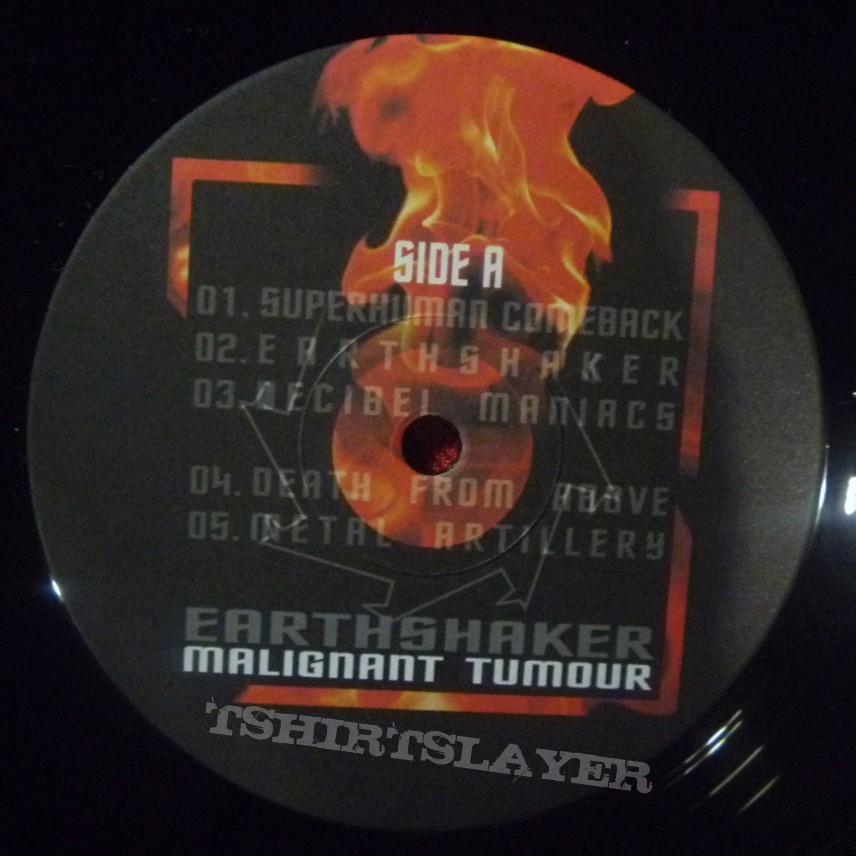 SIDE A
01. SUPERHUMAN COMEBACK
02. EARTHSHAKER
03. DECIBEL MANIACS
04. DEATH FROM ABOVE
05. METAL ARTILLERY
EARTHSHAKER
MALIGNANT TUMOUR
TSHIRTSLAYER